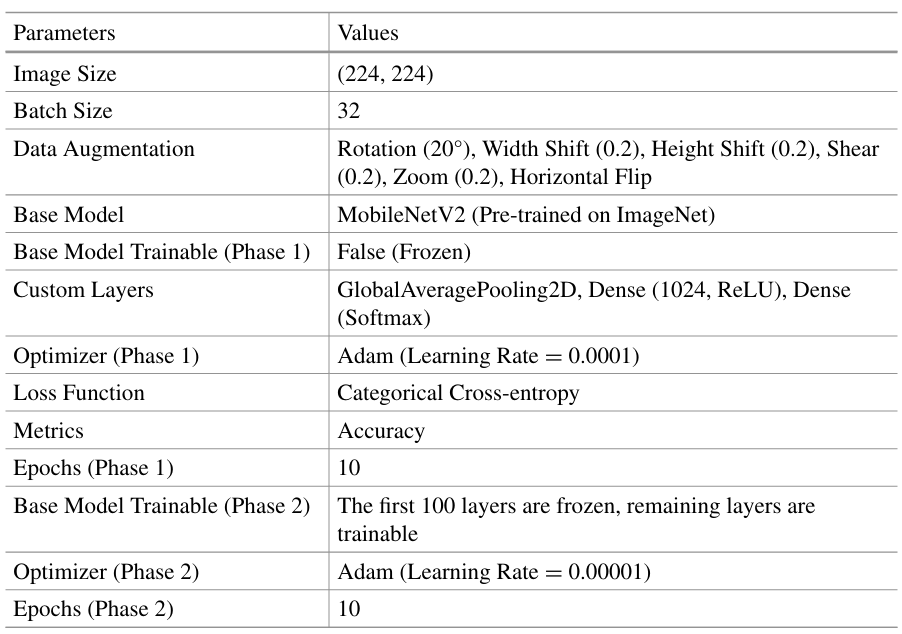 Parameters Values
Image Size (224, 224)
Batch Size 32
Data Augmentation Rotation (20°), Width Shift (0.2), Height Shift (0.2), Shear
(0.2), Zoom (0.2), Horizontal Flip
Base Model MobileNetV2 (Pre-trained on ImageNet)
Base Model Trainable (Phase 1) False (Frozen)
Custom Layers GlobalAveragePooling2D, Dense (1024, ReLU), Dense
(Softmax)
Optimizer (Phase 1) Adam (Learning Rate = 0.0001)
Loss Function Categorical Cross-entropy
Metrics Accuracy
Epochs (Phase 1) 10
Base Model Trainable (Phase 2) The first 100 layers are frozen, remaining layers are
trainable
Optimizer (Phase 2) Adam (Learning Rate = 0.00001)
Epochs (Phase 2) 10